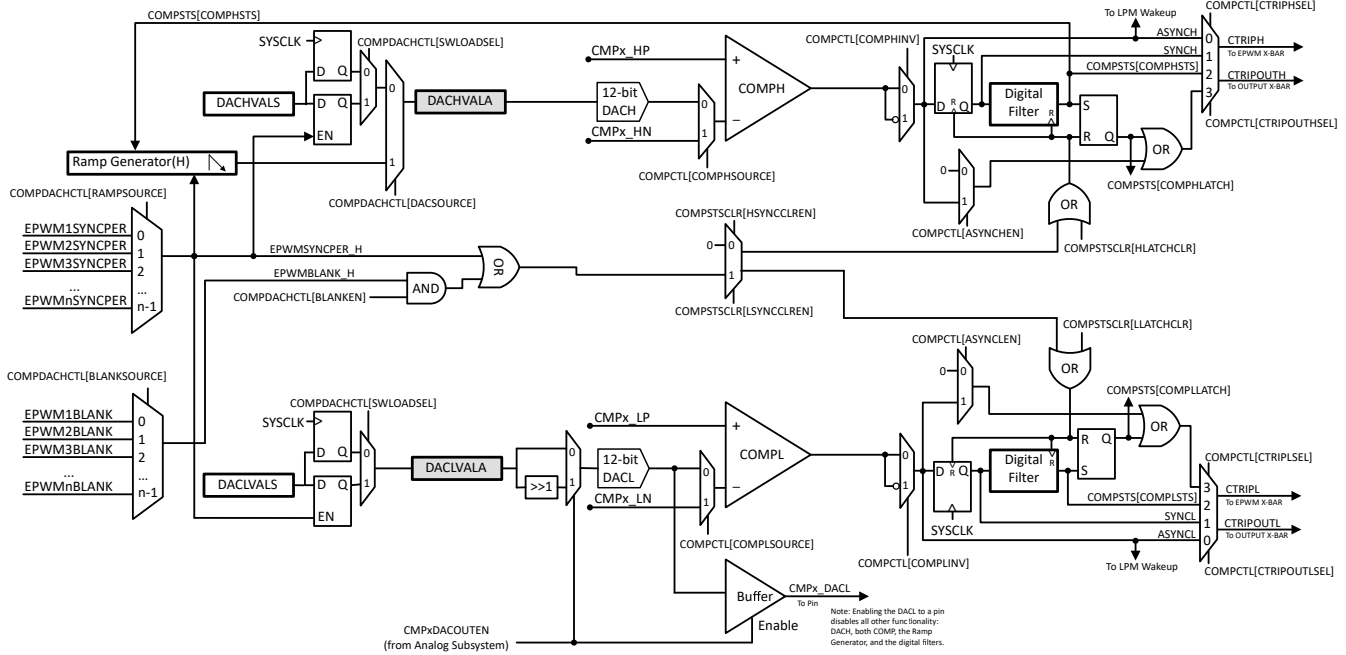 COMPSTS[COMPHSTS]
To LPM Wakeup
COMPCTL[CTRIPHSEL]
SYSCLK
COMPDACHCTL[SWLOADSEL]
CMPx_HP
COMPCTL[COMPHINV]
SYSCLK
ASYNCH
0
CTRIPH
To EPWM X-BAR
SYNCH
1
D Q
0
+
COMPSTS[COMPHSTS]
2
CTRIPOUTH
To OUTPUT X-BAR
3
DACHVALS
D Q
1
0
DACHVALA
12-bit
DACH
0
COMPH
0
1
D R Q
Digital
Filter
R
S
EN
CMPx_HN
1
–
R Q
OR
COMPCTL[CTRIPOUTHSEL]
Ramp Generator(H)
1
COMPCTL[COMPHSOURCE]
0 0
1
COMPSTS[COMPHLATCH]
COMPDACHCTL[RAMPSOURCE]
COMPDACHCTL[DACSOURCE]
OR
COMPSTSCLR[HSYNCCLREN]
COMPCTL[ASYNCHEN]
COMPSTSCLR[HLATCHCLR]
EPWM1SYNCPER
0
EPWM2SYNCPER
1
EPWM3SYNCPER
2
...
...
EPWMnSYNCPER
n-1
EPWMSYNCPER_H
0 0
1
OR
EPWMBLANK_H
AND
COMPDACHCTL[BLANKEN]
COMPSTSCLR[LSYNCCLREN]
COMPSTSCLR[LLATCHCLR]
COMPCTL[ASYNCLEN]
OR
COMPDACHCTL[BLANKSOURCE]
0 0
1
COMPSTS[COMPLLATCH]
COMPDACHCTL[SWLOADSEL]
EPWM1BLANK
0
EPWM2BLANK
1
EPWM3BLANK
2
...
...
EPWMnBLANK
n-1
SYSCLK
CMPx_LP
D Q
0
+
OR
R Q
S
COMPCTL[CTRIPLSEL]
DACLVALS
D Q
1
DACLVALA
0
>>1
1
12-bit
DACL
0
COMPL
0
1
D R Q
Digital
Filter
R
3
CTRIPL
To EPWM X-BAR
EN
CMPx_LN
1
–
SYSCLK
COMPSTS[COMPLSTS]
2
SYNCL
1
CTRIPOUTL
To OUTPUT X-BAR
ASYNCL
0
COMPCTL[COMPLSOURCE]
COMPCTL[COMPLINV]
To LPM Wakeup
COMPCTL[CTRIPOUTLSEL]
Buffer
CMPx_DACL
To Pin
Enable
Note: Enabling the DACL to a pin
disables all other functionality:
DACH, both COMP, the Ramp
Generator, and the digital filters.
CMPxDACOUTEN
(from Analog Subsystem)